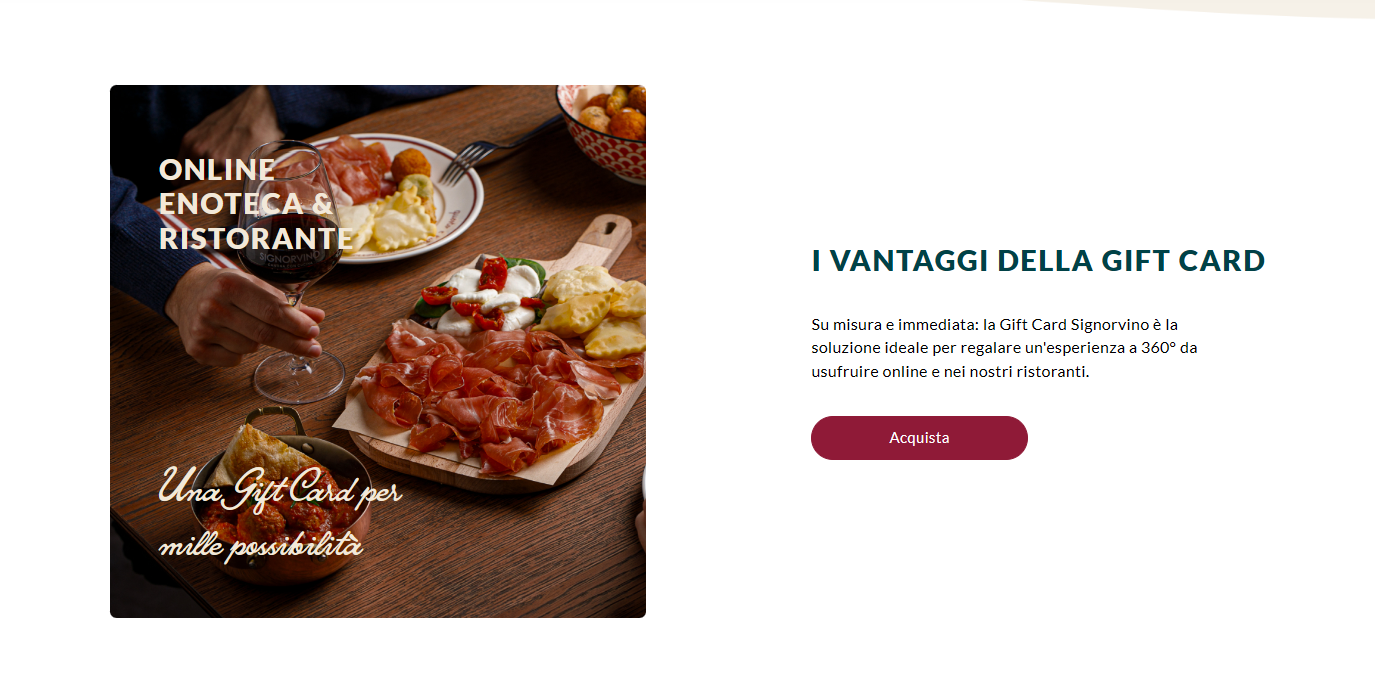 ONLINE
ENOTECA &
RISTORANTE
SIGNORVINO
Una Gift Card per
mille possibilità
I VANTAGGI DELLA GIFT CARD
Su misura e immediata: la Gift Card Signorvino è la
soluzione ideale per regalare un'esperienza a 360° da
usufruire online e nei nostri ristoranti.
Acquista